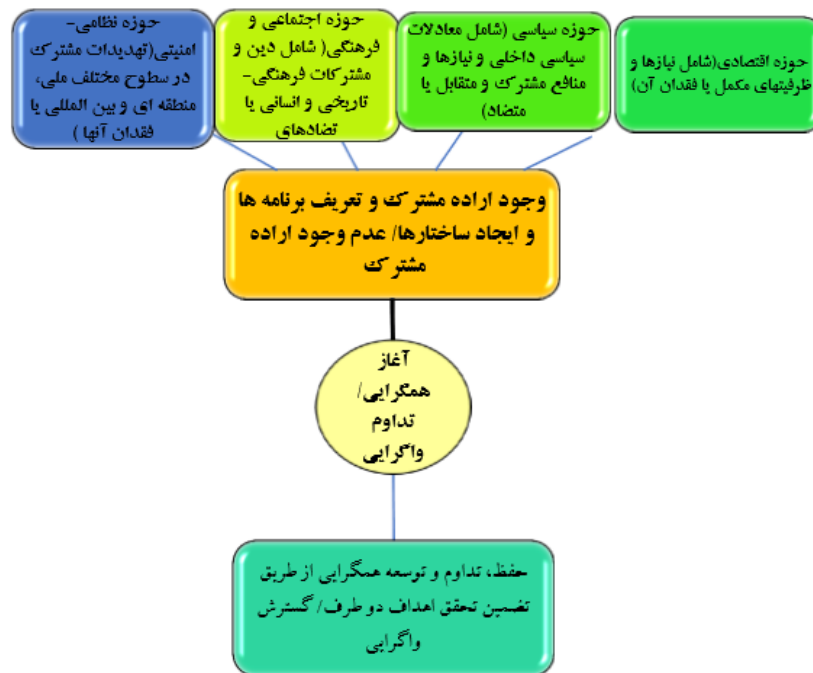 حوزه اقتصادی(شامل نیازها و
ظرفیتهای مکمل یا فقدان آن)
حوزه سیاسی (شامل معادلات
سیاسی داخلی و نیازها و
منافع مشترک و متقابل یا
متضاد)
حوزه اجتماعی و
فرهنگی( شامل دین و
مشترکات فرهنگی-
تاریخی و انسانی یا
تضادهای
حوزه نظامی-
امنیتی(تهدیدات مشترک
در سطوح مختلف ملی،
منطقه ای و بین المللی یا
فقدان آنها )
وجود اراده مشترک و تعریف برنامه ها
و ایجاد ساختارها/ عدم وجود اراده
مشترک
آغاز
همگرایی/
تداوم
واگرایی
حفظ، تداوم و توسعه همگرایی از طریق
تضمین تحقق اهداف دو طرف/ گسترش
واگرایی